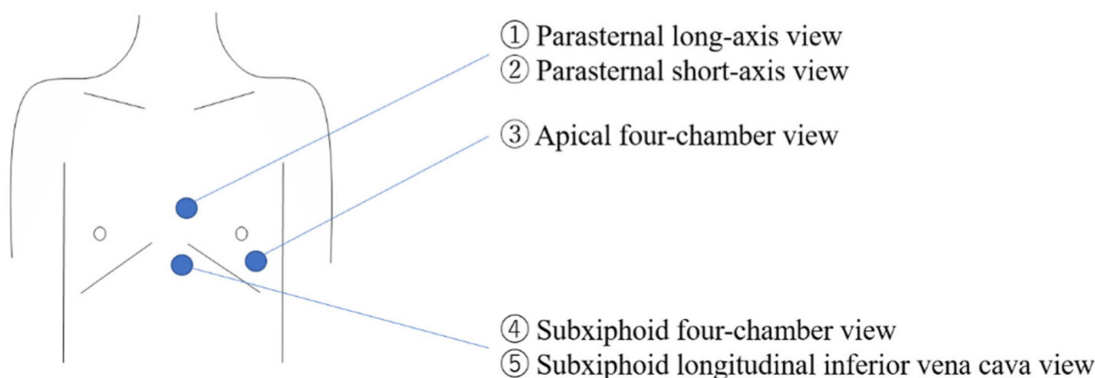 ① Parasternal long-axis view
② Parasternal short-axis view
③ Apical four-chamber view
④ Subxiphoid four-chamber view
⑤ Subxiphoid longitudinal inferior vena cava view